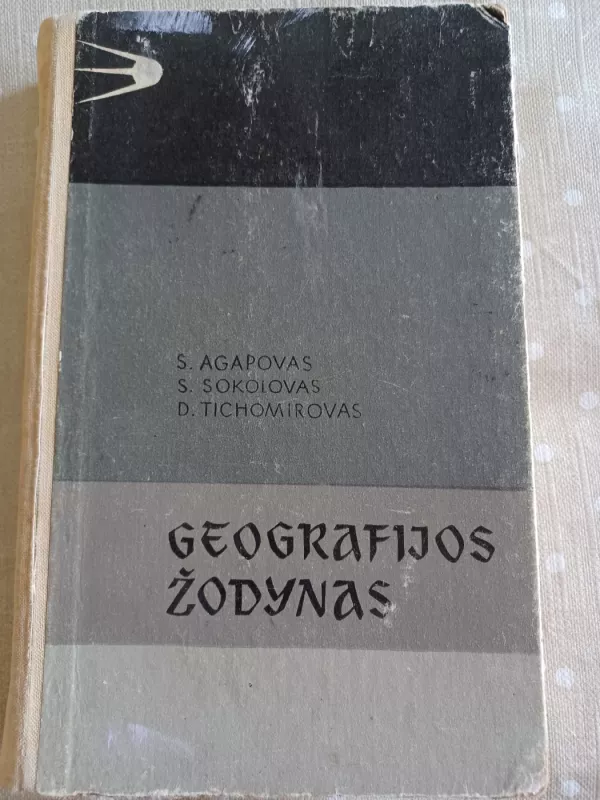 S. AGAPOVAS
S. SOKOLOVAS
D. TICHOMIROVAS
GEOGRAFIJOS
ŽODYNAS